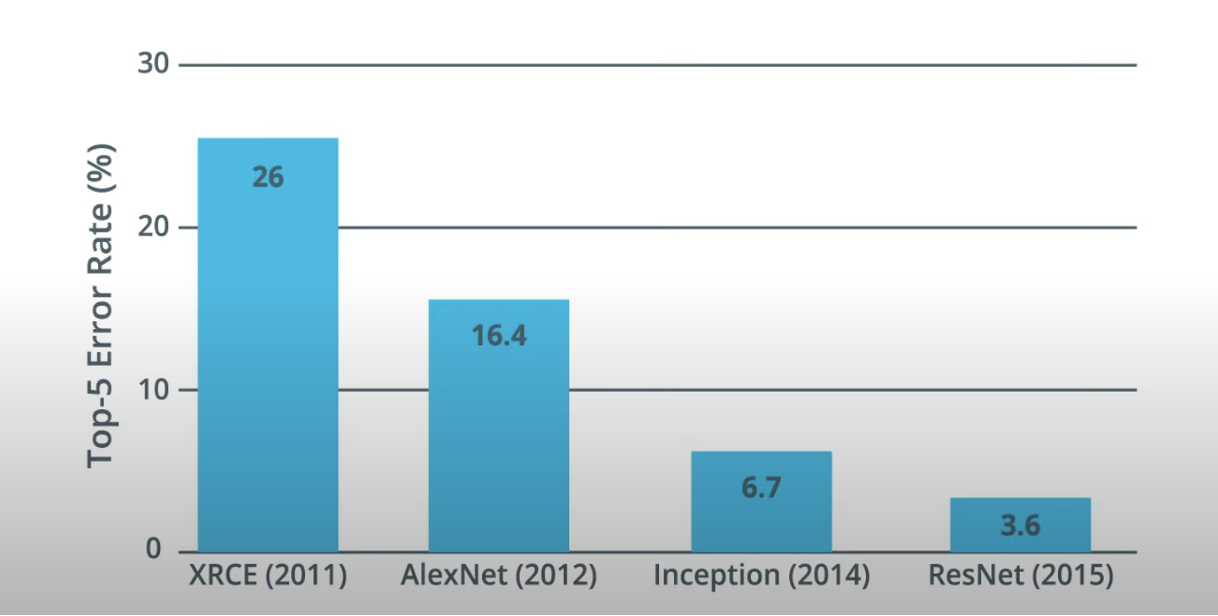 Top-5 Error Rate (%)
30
20
10
0
26
16.4
6.7
3.6
XRCE (2011)
AlexNet (2012)
Inception (2014)
ResNet (2015)